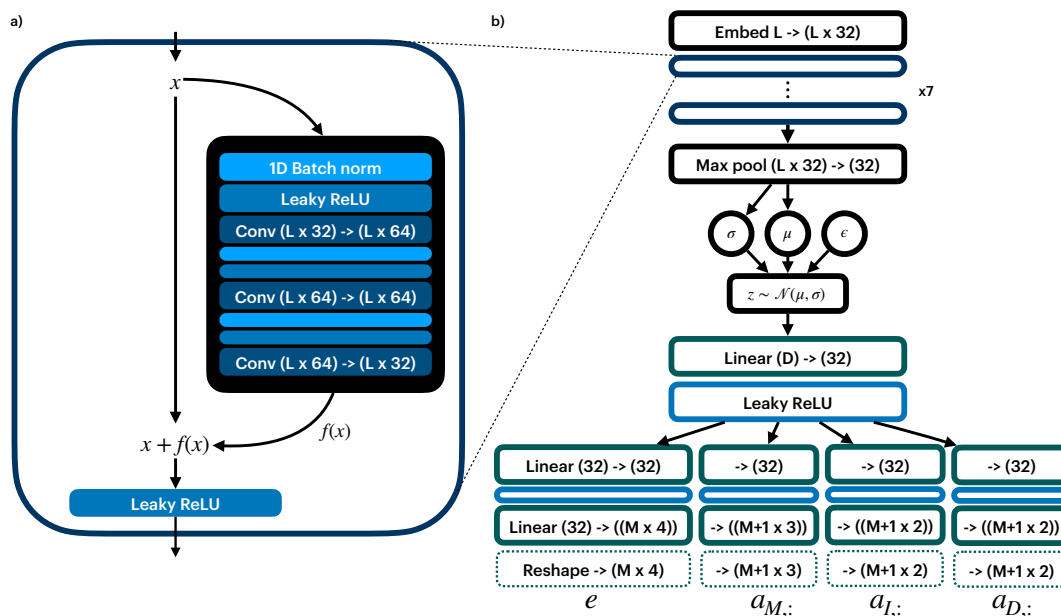 a)
x
1D Batch norm
Leaky ReLU
Conv (L x 32) -> (L x 64)
Conv (L x 64) -> (L x 64)
Conv (L x 64) -> (L x 32)
f(x)
x + f(x)
Leaky ReLU
b)
Embed L -> (L x 32)
⋮
x7
Max pool (L x 32) -> (32)
σ μ ϵ
z ∼ 𝒩(μ, σ)
Linear (D) -> (32)
Leaky ReLU
Linear (32) -> (32) -> (32) -> (32) -> (32)
Linear (32) -> ((M x 4)) -> ((M+1 x 3)) -> ((M+1 x 2)) -> ((M+1 x 2))
Reshape -> (M x 4) -> (M+1 x 3) -> (M+1 x 2) -> (M+1 x 2)
e a_{M,:} a_{I,:} a_{D,:}